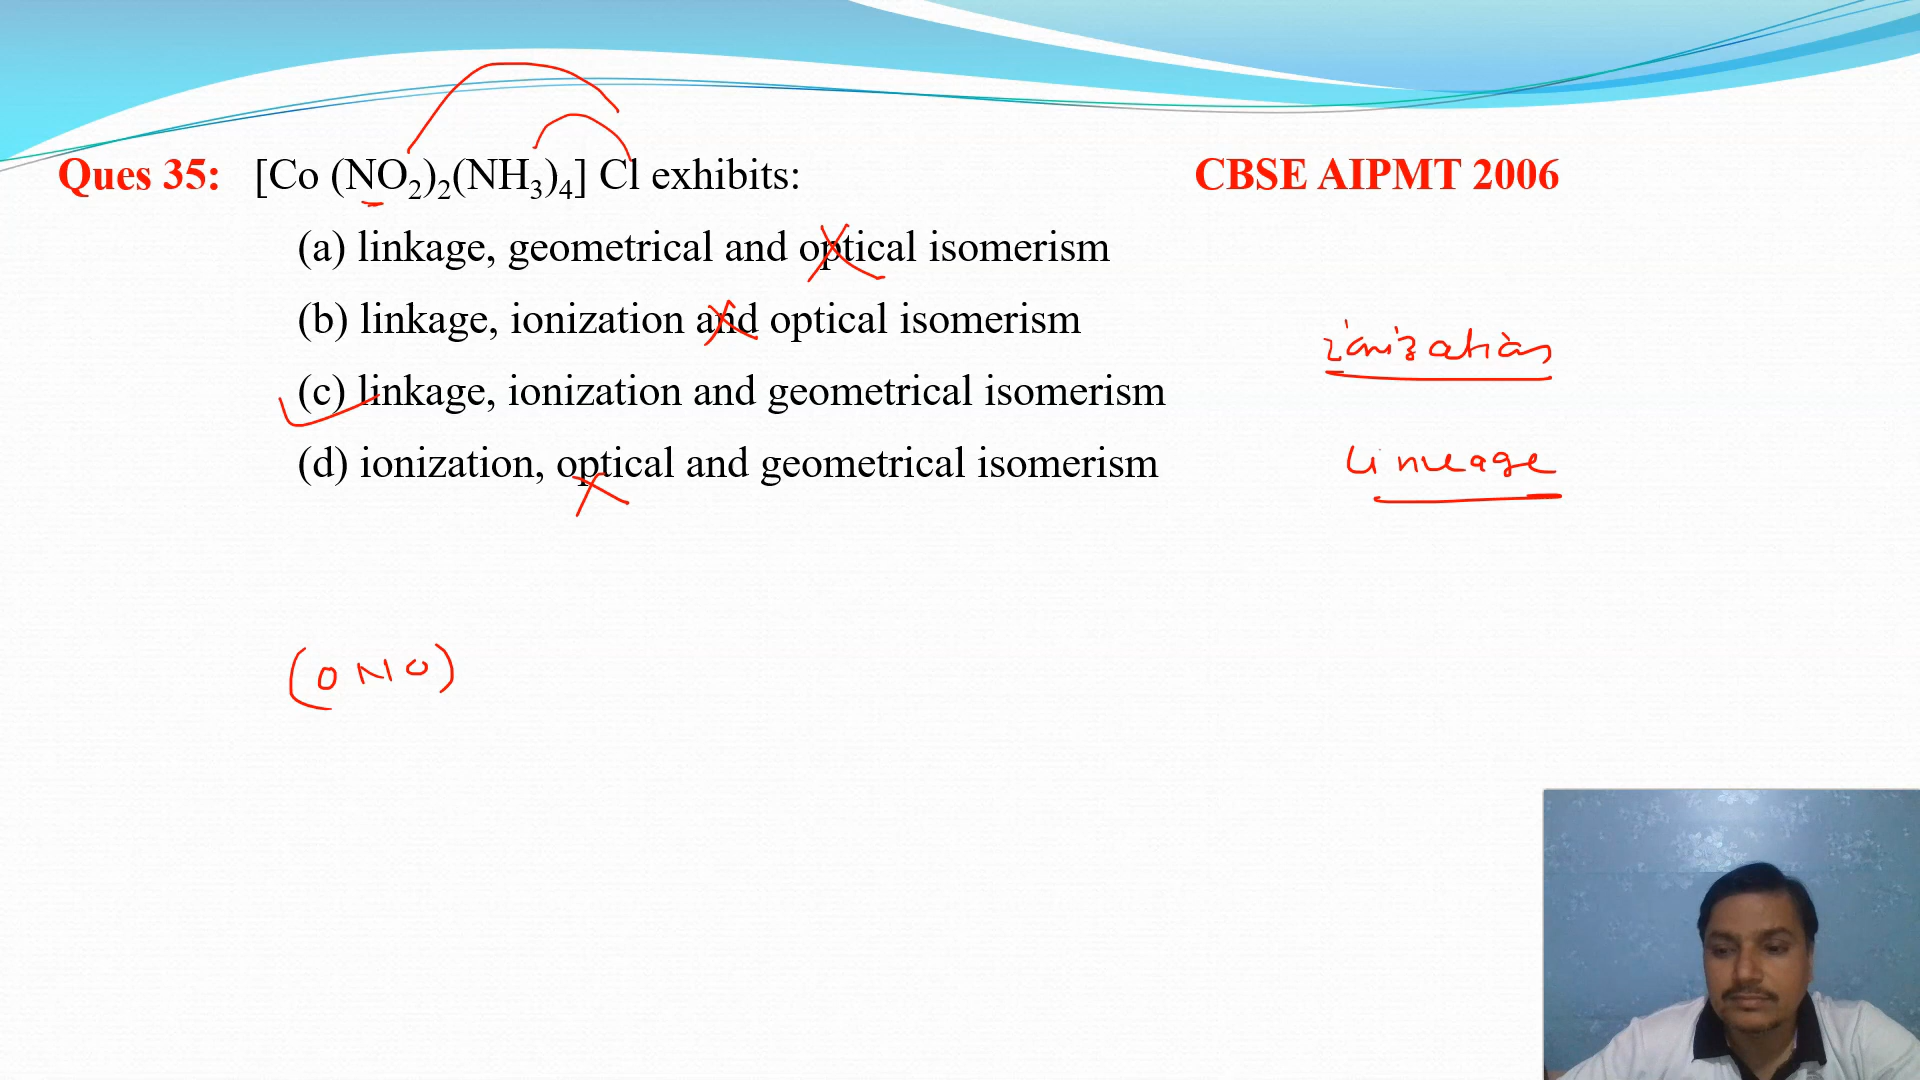 Ques 35: [Co (NO₂)₂(NH₃)₄] Cl exhibits: CBSE AIPMT 2006
(a) linkage, geometrical and optical isomerism
(b) linkage, ionization and optical isomerism
ionization
(c) linkage, ionization and geometrical isomerism
(d) ionization, optical and geometrical isomerism
Linkage
(ONO)